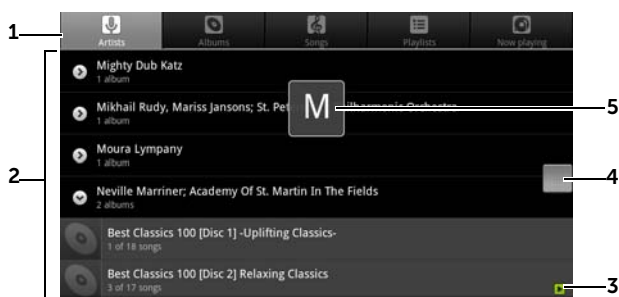 1
Artists
Albums
Songs
Playlists
Now playing
2
Mighty Dub Katz
1 album
Mikhail Rudy, Mariss Jansons; St.
M
5
1 album
Moura Lympany
1 album
4
Neville Marriner; Academy Of St. Martin In The Fields
2 albums
Best Classics 100 [Disc 1] -Uplifting Classics-
1 of 18 songs
Best Classics 100 [Disc 2] Relaxing Classics
3 of 17 songs
3